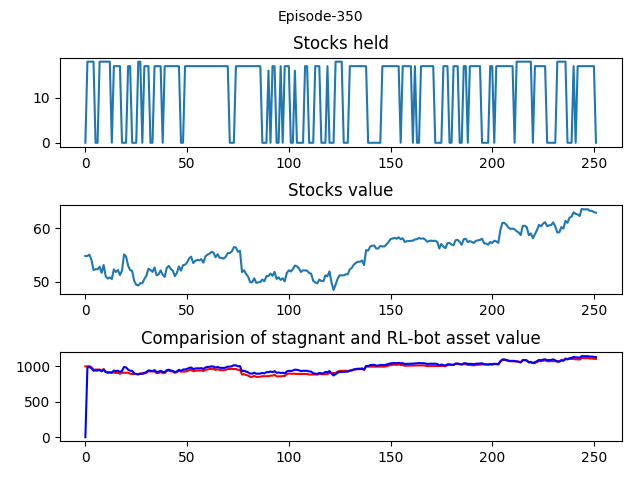 Episode-350
Stocks held
10
0
0 50 100 150 200 250
Stocks value
60
50
0 50 100 150 200 250
Comparision of stagnant and RL-bot asset value
1000
500
0
0 50 100 150 200 250